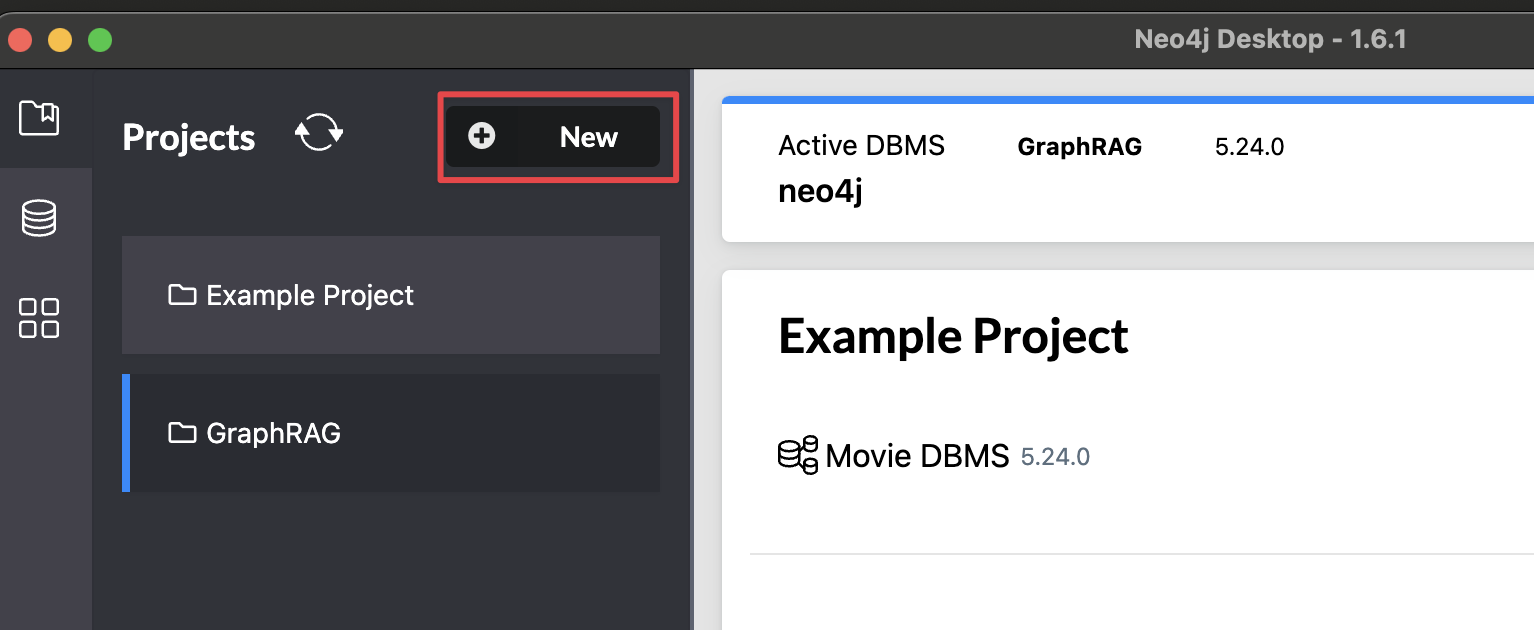 Neo4j Desktop - 1.6.1
Projects
New
Example Project
GraphRAG
Active DBMS GraphRAG 5.24.0
neo4j
Example Project
Movie DBMS 5.24.0